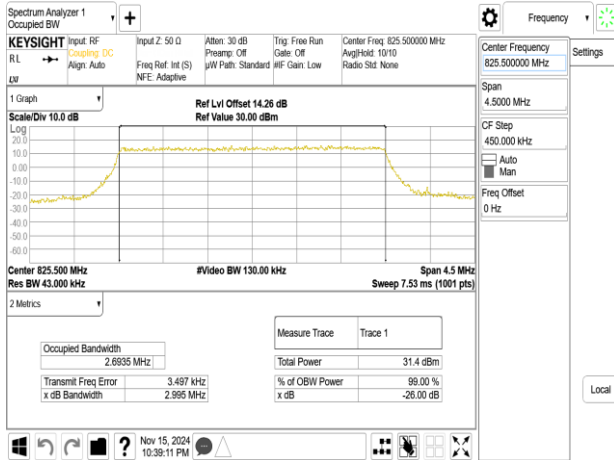 Spectrum Analyzer 1
Occupied BW
Frequency
KEYSIGHT
RL
Input: RF
Coupling: DC
Align: Auto
Input Z: 50 Ω
Freq Ref: Int (S)
NFE: Adaptive
Atten: 30 dB
Preamp: Off
µW Path: Standard
Trig: Free Run
Gate: Off
#IF Gain: Low
Center Freq: 825.500000 MHz
Avg|Hold: 10/10
Radio Std: None
Center Frequency
825.500000 MHz
Span
4.5000 MHz
CF Step
450.000 kHz
Auto
Man
Freq Offset
0 Hz
Settings
Local
1 Graph
Scale/Div 10.0 dB
Ref Lvl Offset 14.26 dB
Ref Value 30.00 dBm
Log
20.0
10.0
0.00
-10.0
-20.0
-30.0
-40.0
-50.0
-60.0
Center 825.500 MHz
Res BW 43.000 kHz
#Video BW 130.00 kHz
Span 4.5 MHz
Sweep 7.53 ms (1001 pts)
2 Metrics
Occupied Bandwidth
2.6935 MHz
Transmit Freq Error 3.497 kHz
x dB Bandwidth 2.995 MHz
Measure Trace Trace 1
Total Power 31.4 dBm
% of OBW Power 99.00 %
x dB -26.00 dB
?
Nov 15, 2024
10:39:11 PM